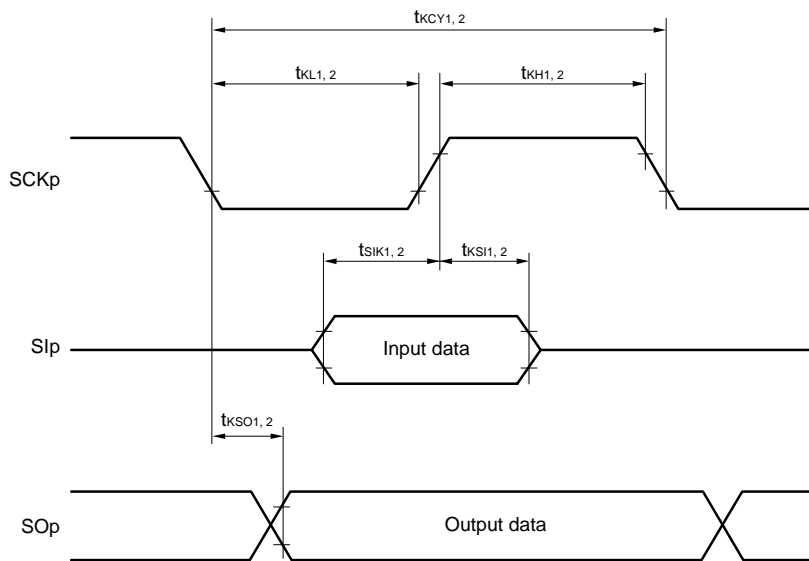 tKCY1, 2
tKL1, 2
tKH1, 2
SCKp
tSIK1, 2
tKSI1, 2
SIp
Input data
tKSO1, 2
SOp
Output data